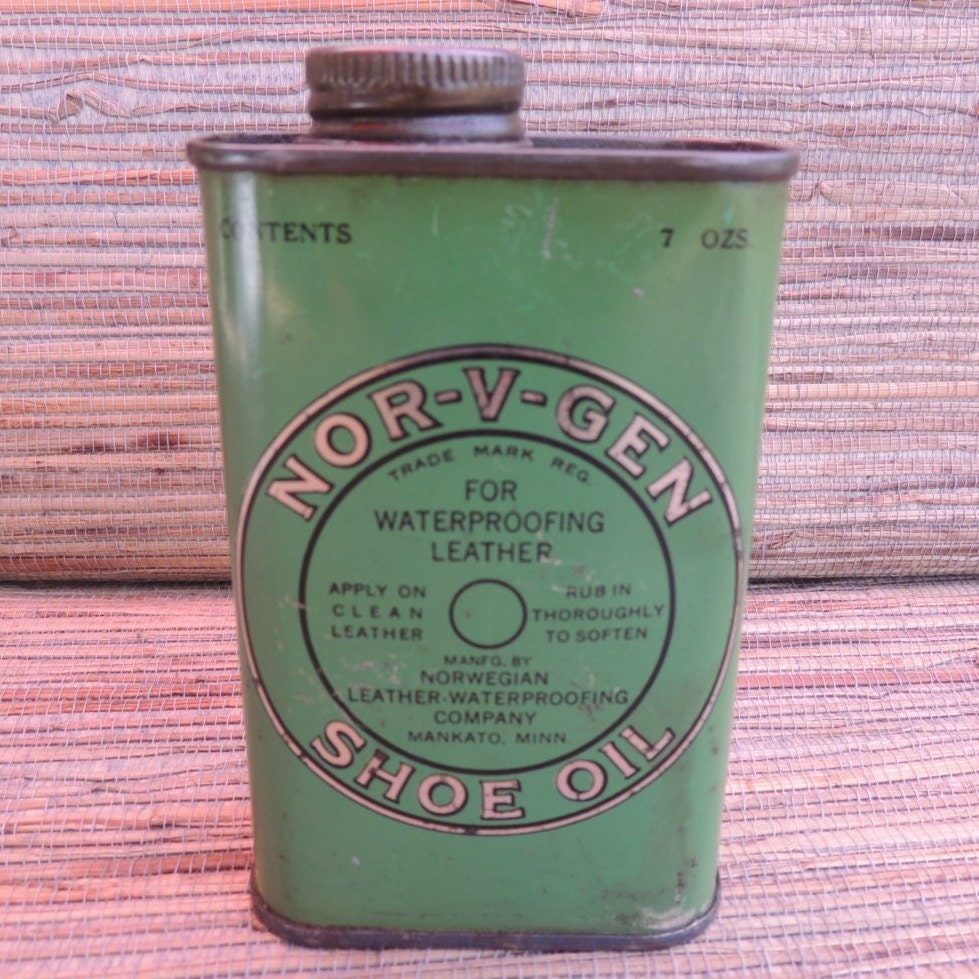 CONTENTS 7 OZS.
NOR-V-GEN
TRADE MARK REG.
FOR
WATERPROOFING
LEATHER
APPLY ON
CLEAN
LEATHER
RUB IN
THOROUGHLY
TO SOFTEN
MANFG. BY
NORWEGIAN
LEATHER-WATERPROOFING
COMPANY
MANKATO, MINN.
SHOE OIL